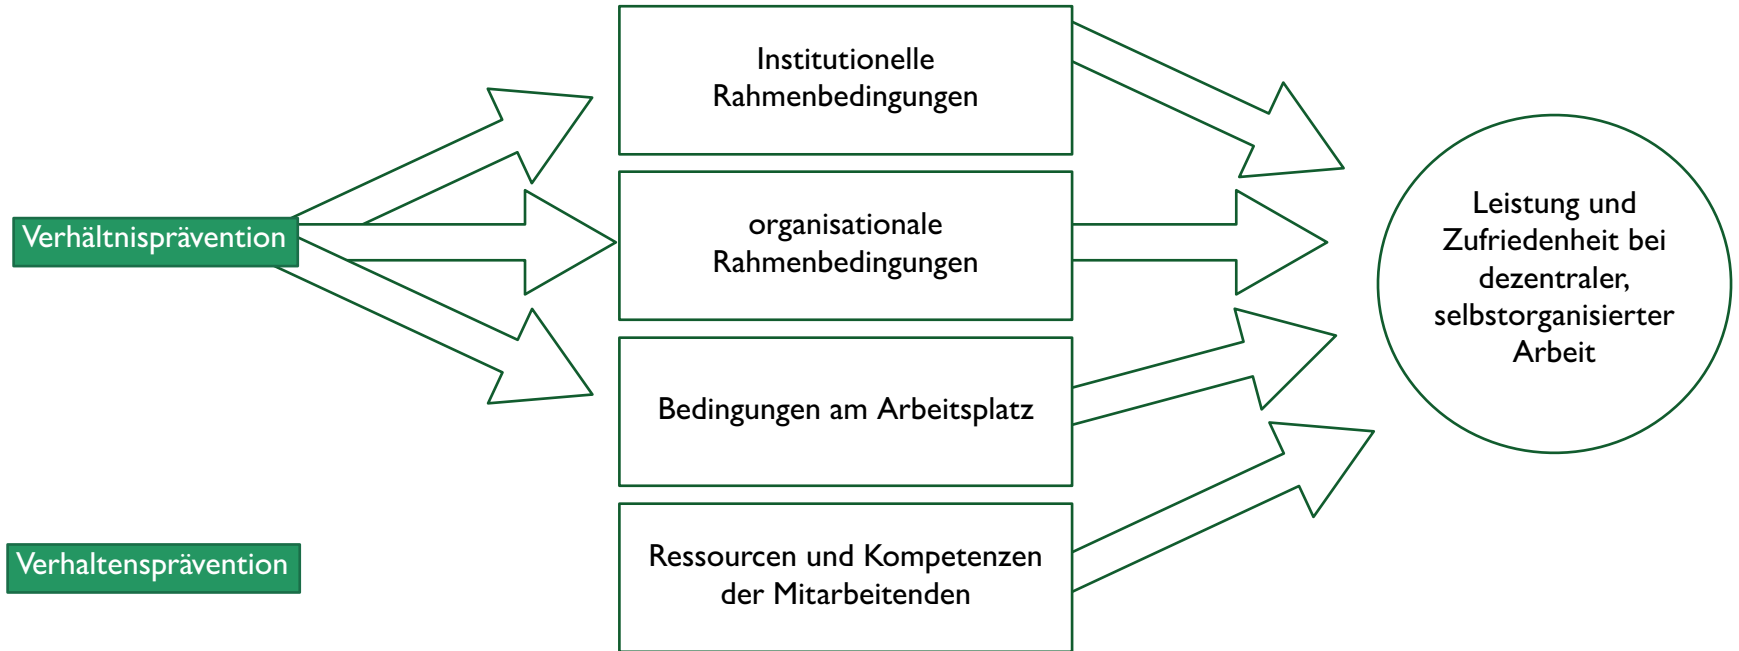 Institutionelle
Rahmenbedingungen
Verhältnisprävention
organisationale
Rahmenbedingungen
Leistung und
Zufriedenheit bei
dezentraler,
selbstorganisierter
Arbeit
Bedingungen am Arbeitsplatz
Verhaltensprävention
Ressourcen und Kompetenzen
der Mitarbeitenden